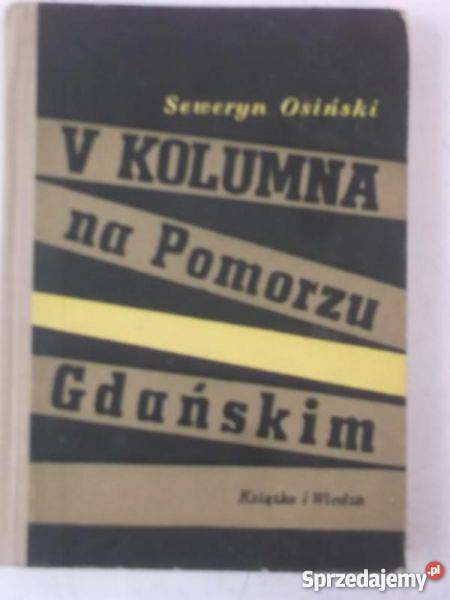 Seweryn Osiński
V KOLUMNA
na Pomorzu
Gdańskim
Książka i Wiedza
Sprzedajemy.pl